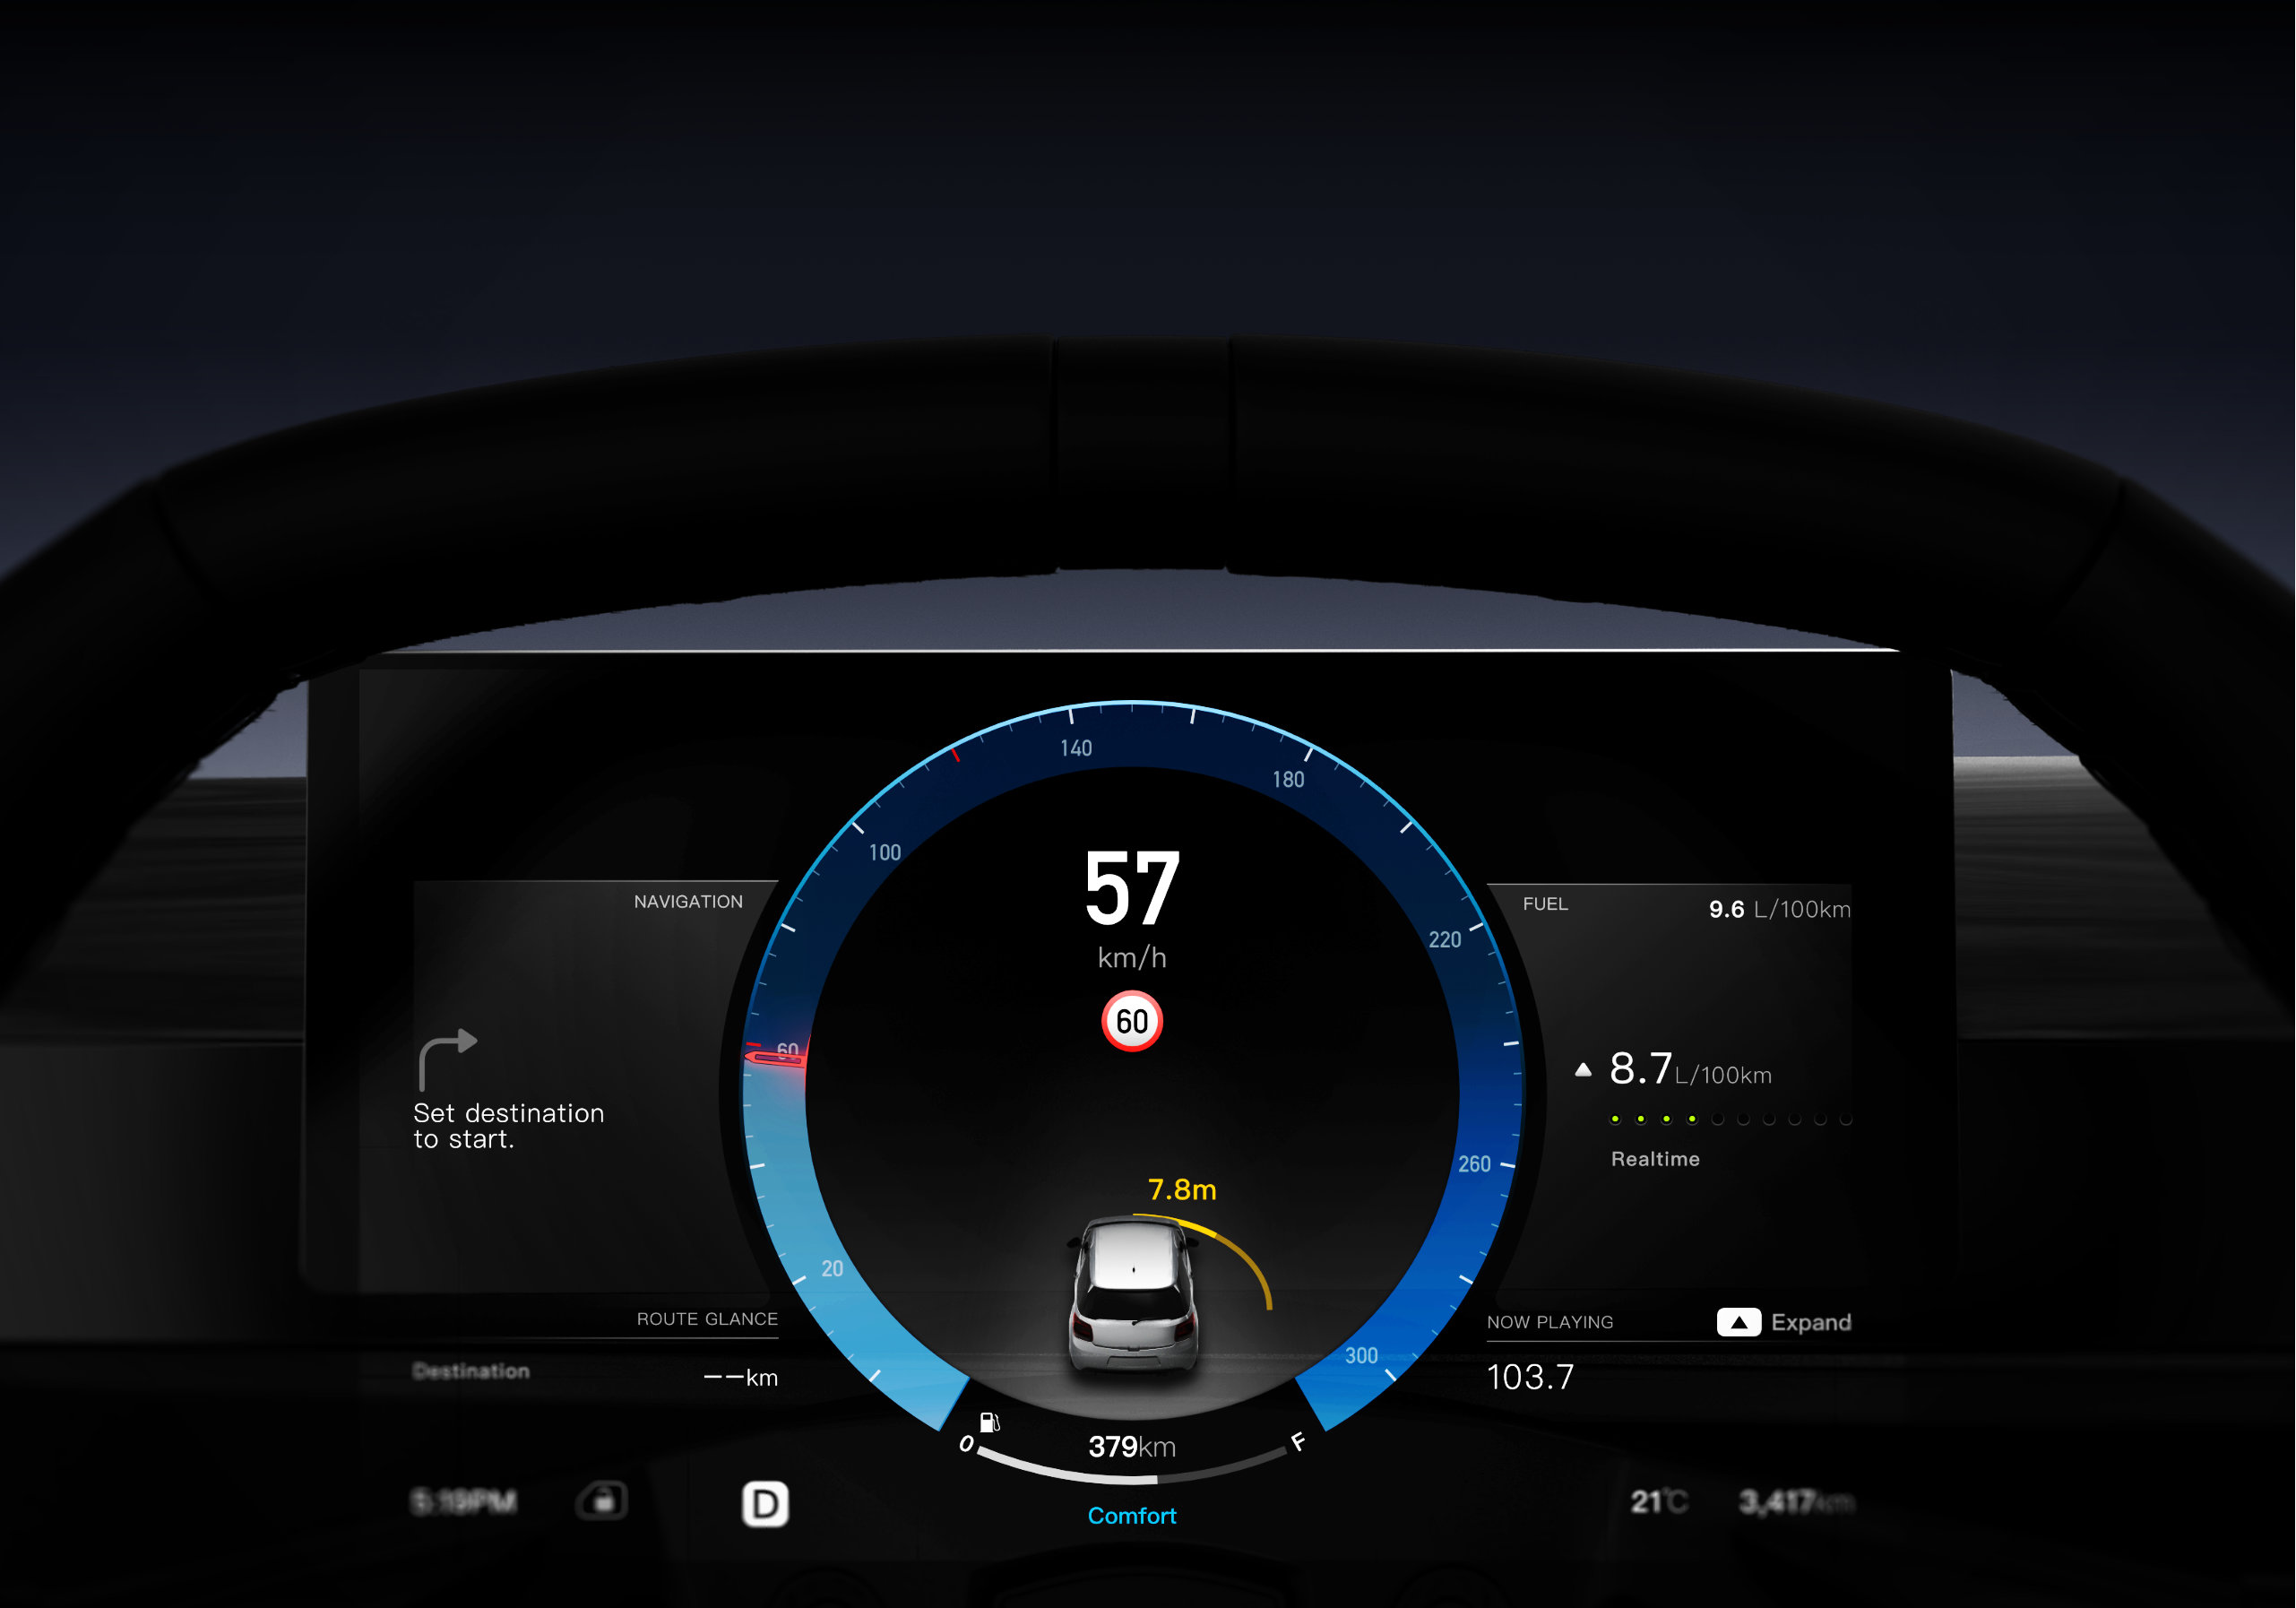 140
180
100
57
NAVIGATION
FUEL
9.6 L/100km
220
km/h
60
60
8.7L/100km
Set destination
to start.
Realtime
260
7.8m
20
ROUTE GLANCE
NOW PLAYING
Expand
300
Destination
--km
103.7
0
379km
F
D
21°C
3,417km
Comfort